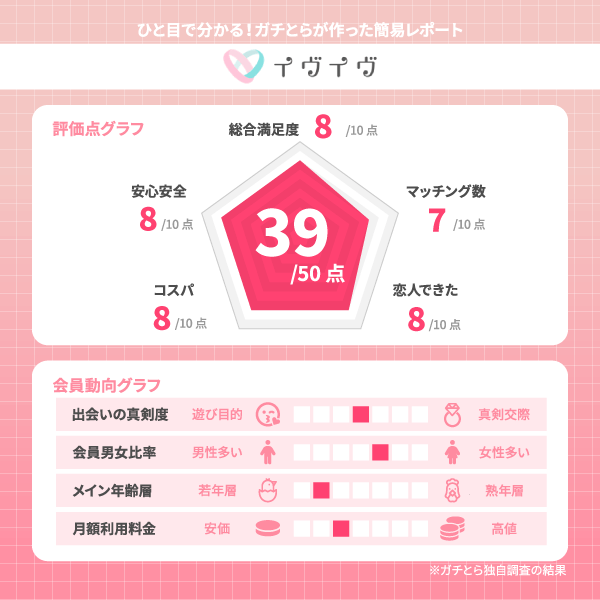 ひと目で分かる！ガチとらが作った簡易レポート
イヴイヴ
評価点グラフ
総合満足度 8 /10 点
安心安全
8 /10 点
マッチング数
7 /10 点
39
/50 点
コスパ
8 /10 点
恋人できた
8 /10 点
会員動向グラフ
出会いの真剣度 遊び目的 真剣交際
会員男女比率 男性多い 女性多い
メイン年齢層 若年層 熟年層
月額利用料金 安価 高値
※ガチとら独自調査の結果